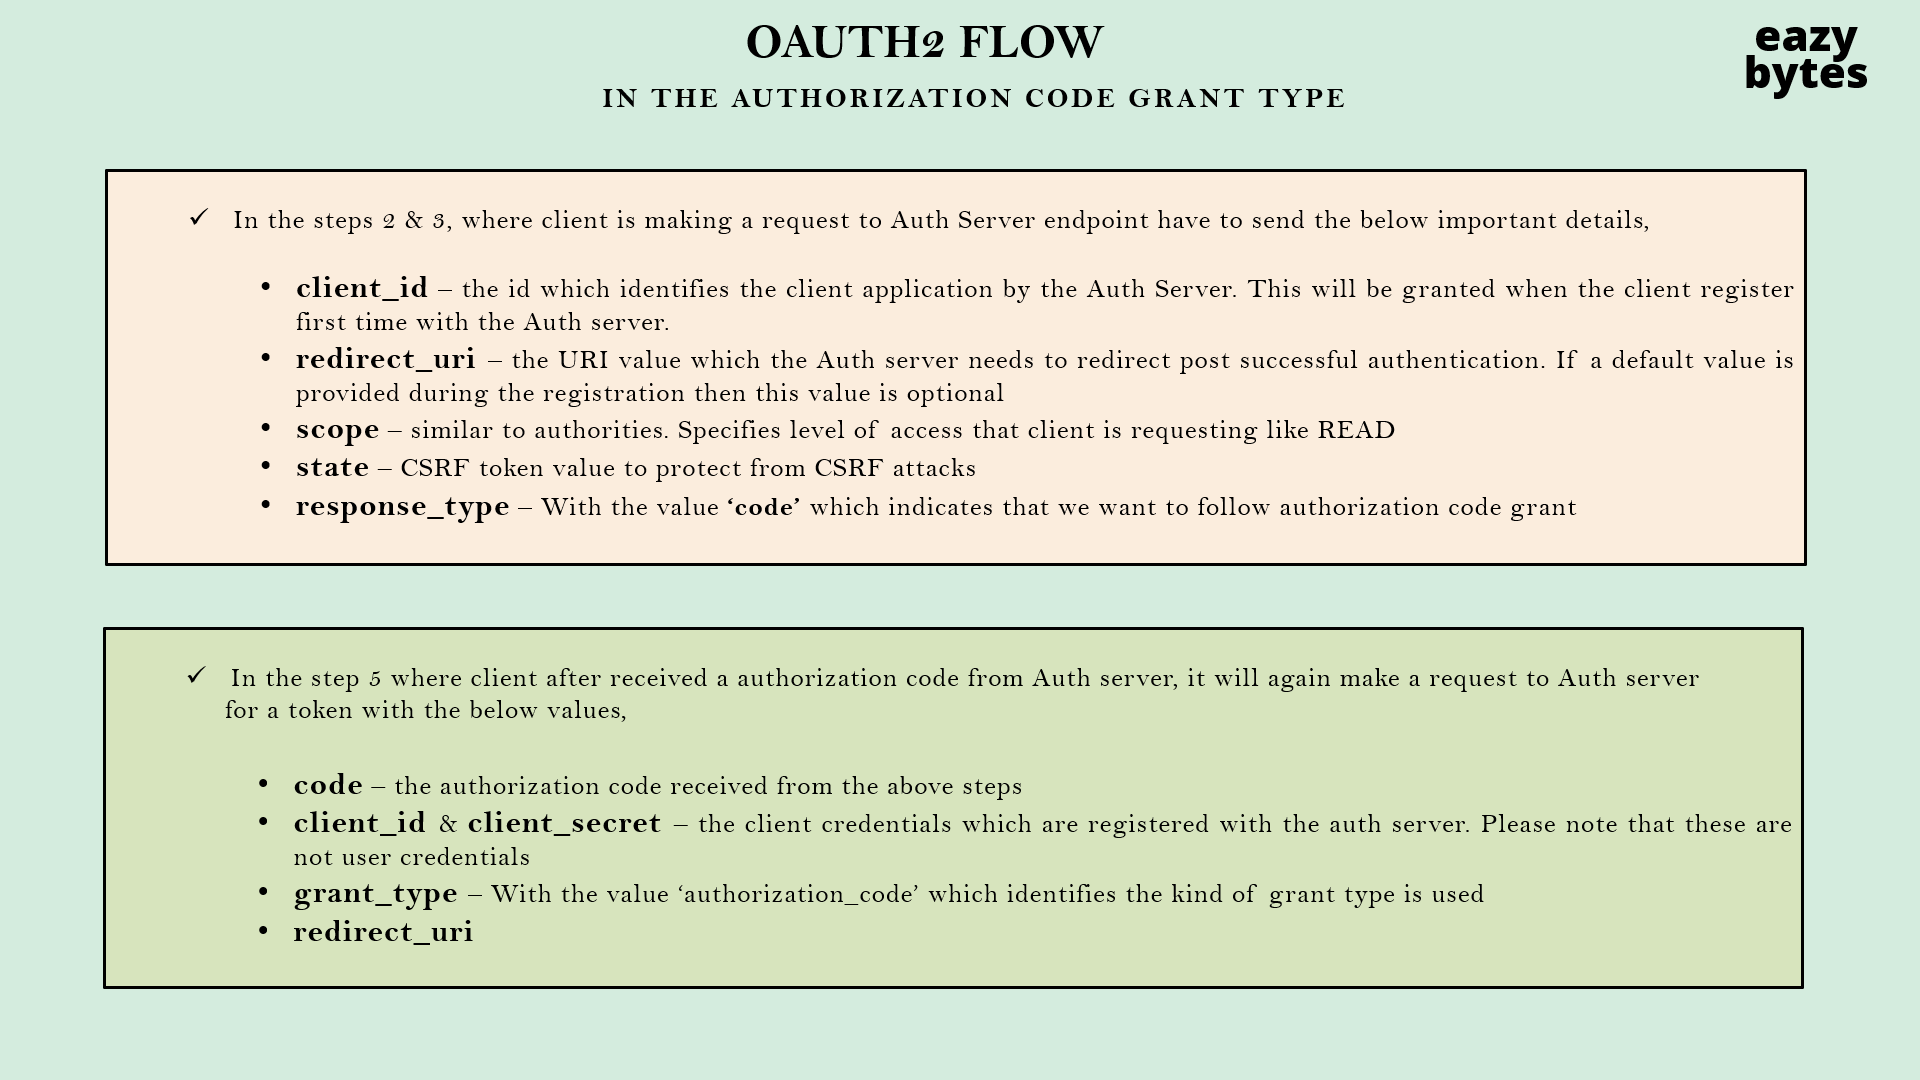 OAUTH2 FLOW
eazy
bytes
IN THE AUTHORIZATION CODE GRANT TYPE
✓ In the steps 2 & 3, where client is making a request to Auth Server endpoint have to send the below important details,
• client_id – the id which identifies the client application by the Auth Server. This will be granted when the client register
first time with the Auth server.
• redirect_uri – the URI value which the Auth server needs to redirect post successful authentication. If a default value is
provided during the registration then this value is optional
• scope – similar to authorities. Specifies level of access that client is requesting like READ
• state – CSRF token value to protect from CSRF attacks
• response_type – With the value ‘code’ which indicates that we want to follow authorization code grant
✓ In the step 5 where client after received a authorization code from Auth server, it will again make a request to Auth server
for a token with the below values,
• code – the authorization code received from the above steps
• client_id & client_secret – the client credentials which are registered with the auth server. Please note that these are
not user credentials
• grant_type – With the value ‘authorization_code’ which identifies the kind of grant type is used
• redirect_uri